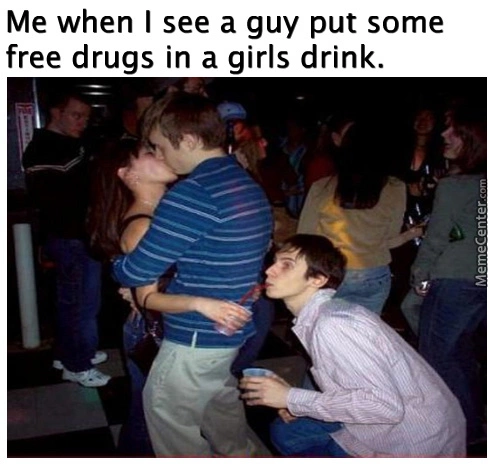 Me when I see a guy put some
free drugs in a girls drink.
MemeCenter.com